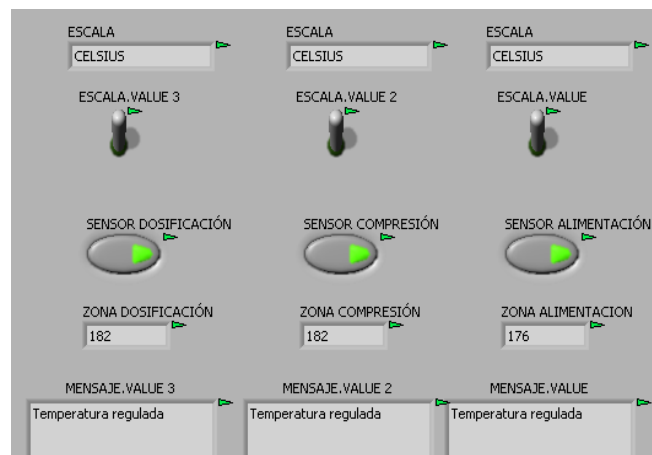 ESCALA ESCALA ESCALA
CELSIUS CELSIUS CELSIUS
ESCALA.VALUE 3 ESCALA.VALUE 2 ESCALA.VALUE
SENSOR DOSIFICACIÓN SENSOR COMPRESIÓN SENSOR ALIMENTACIÓN
ZONA DOSIFICACIÓN ZONA COMPRESIÓN ZONA ALIMENTACION
182 182 176
MENSAJE.VALUE 3 MENSAJE.VALUE 2 MENSAJE.VALUE
Temperatura regulada Temperatura regulada Temperatura regulada